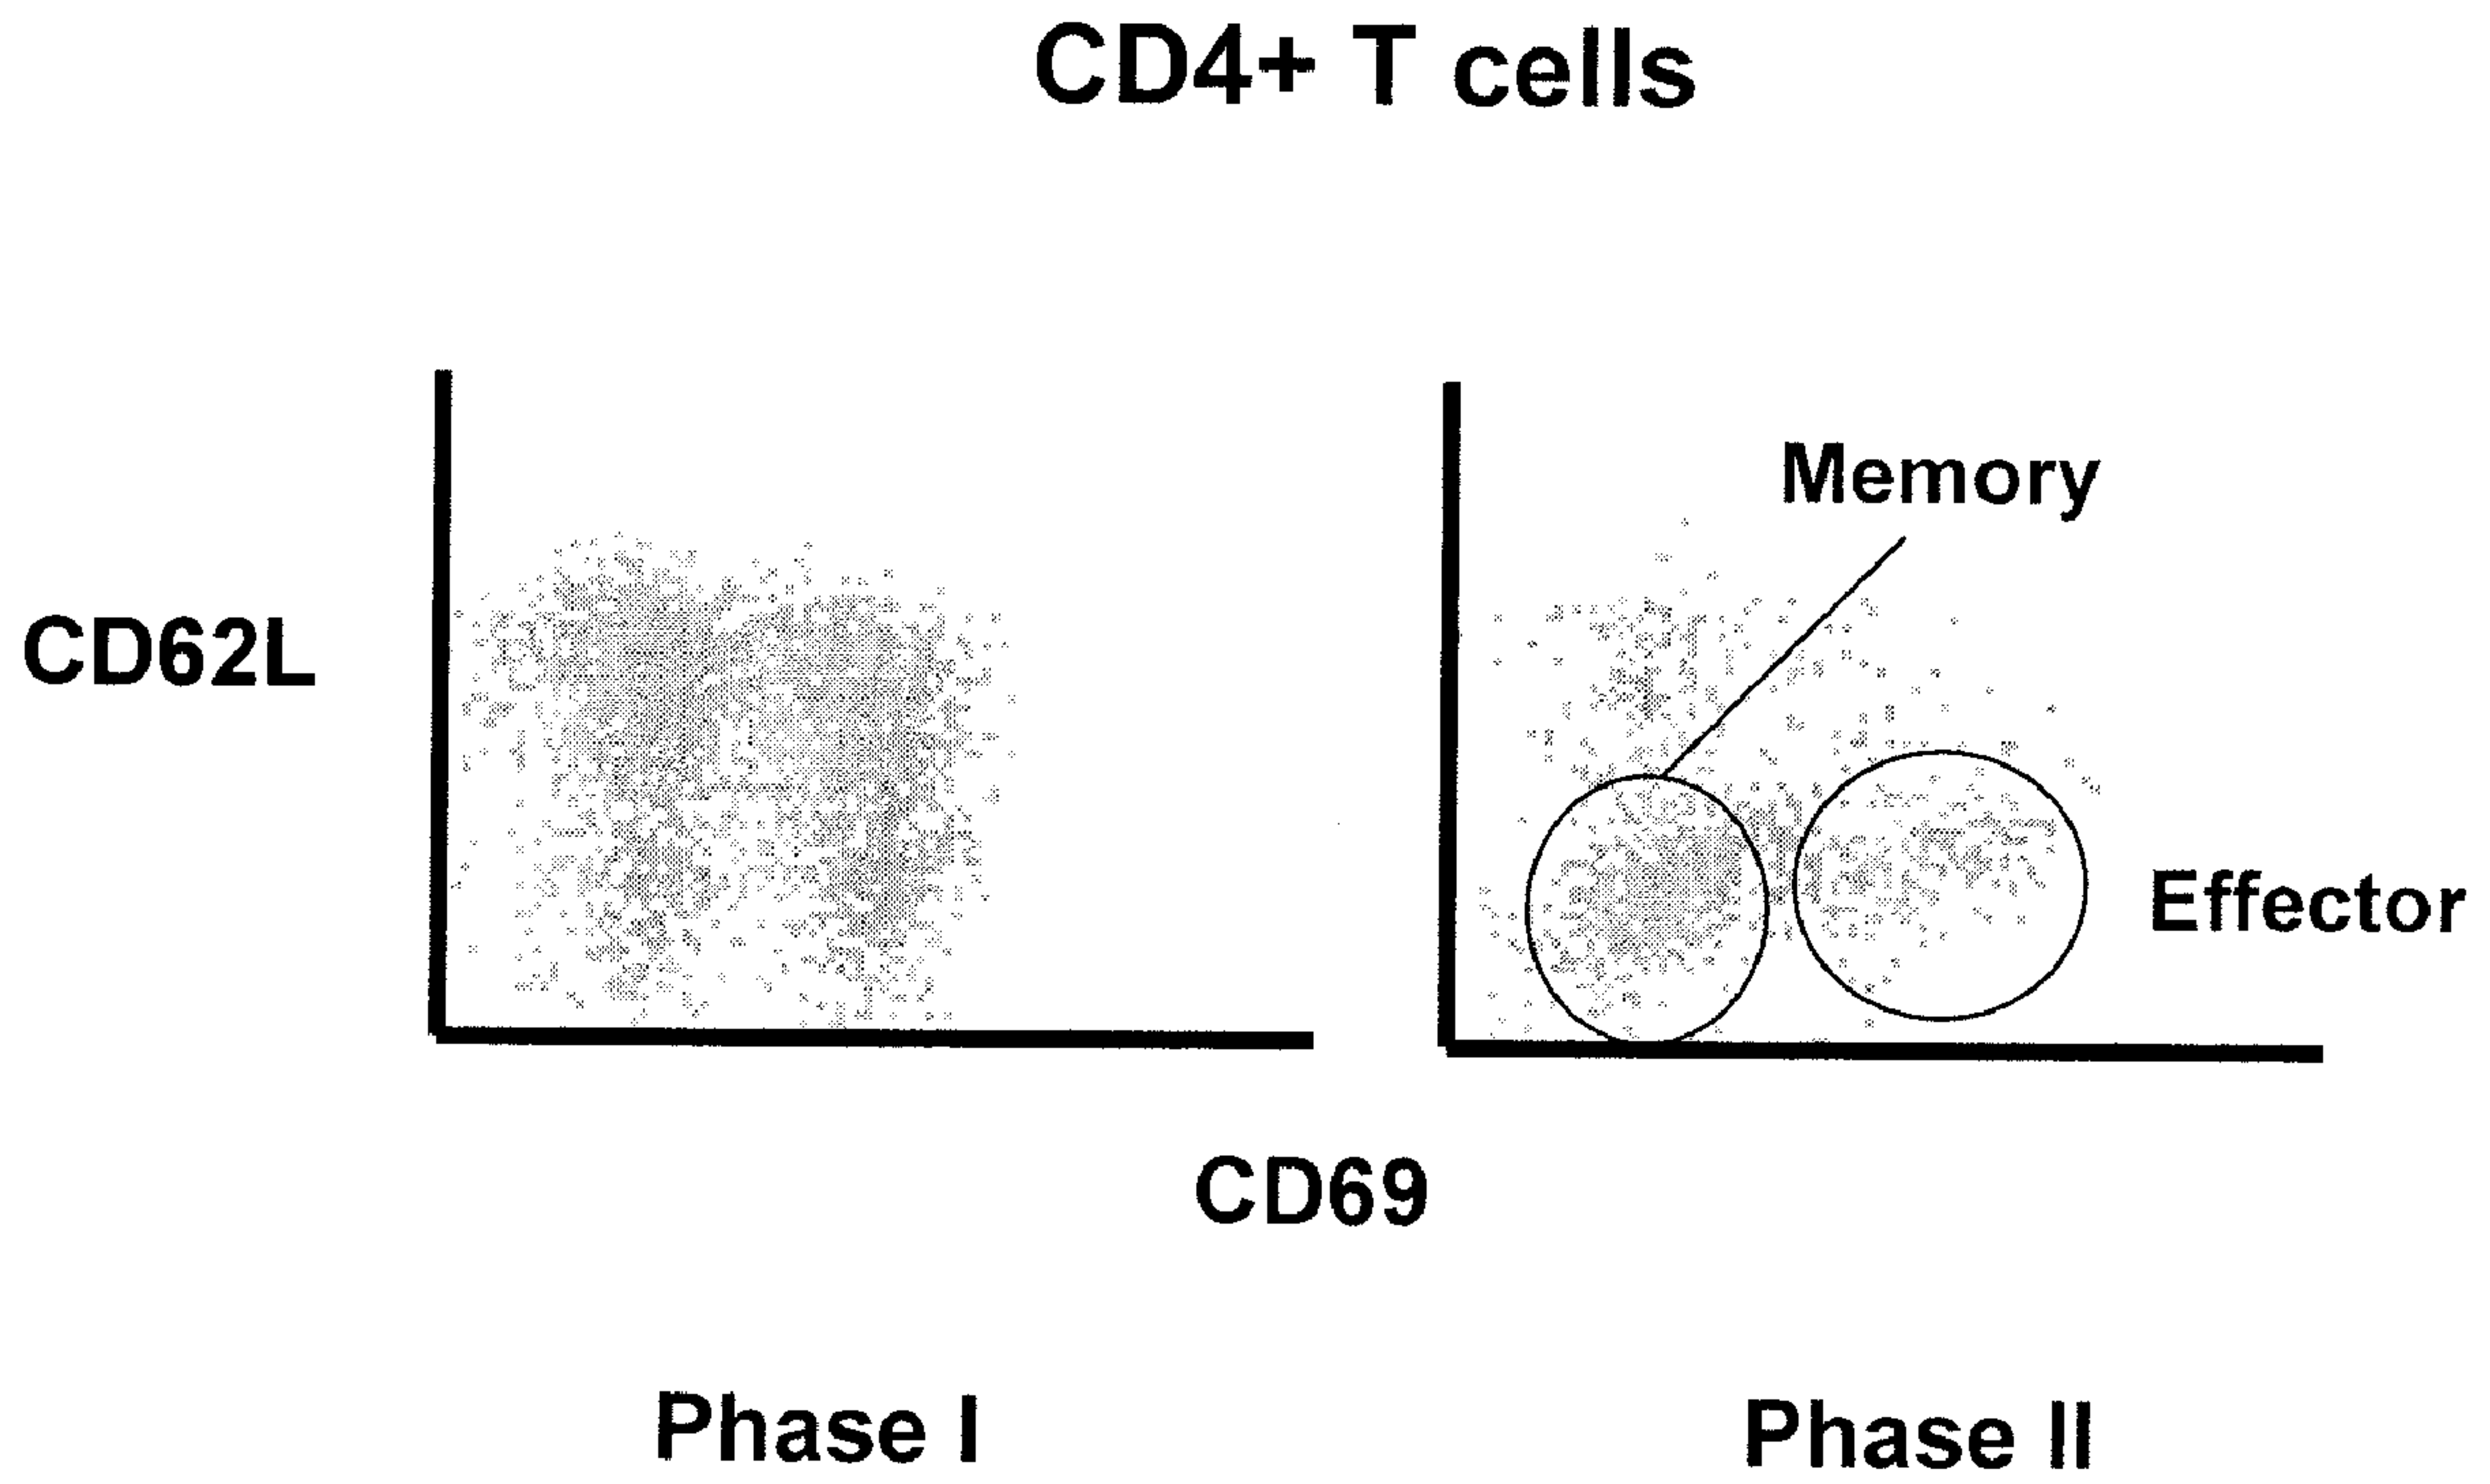 CD4+ T cells
Memory
CD62L
Effector
CD69
Phase I
Phase II